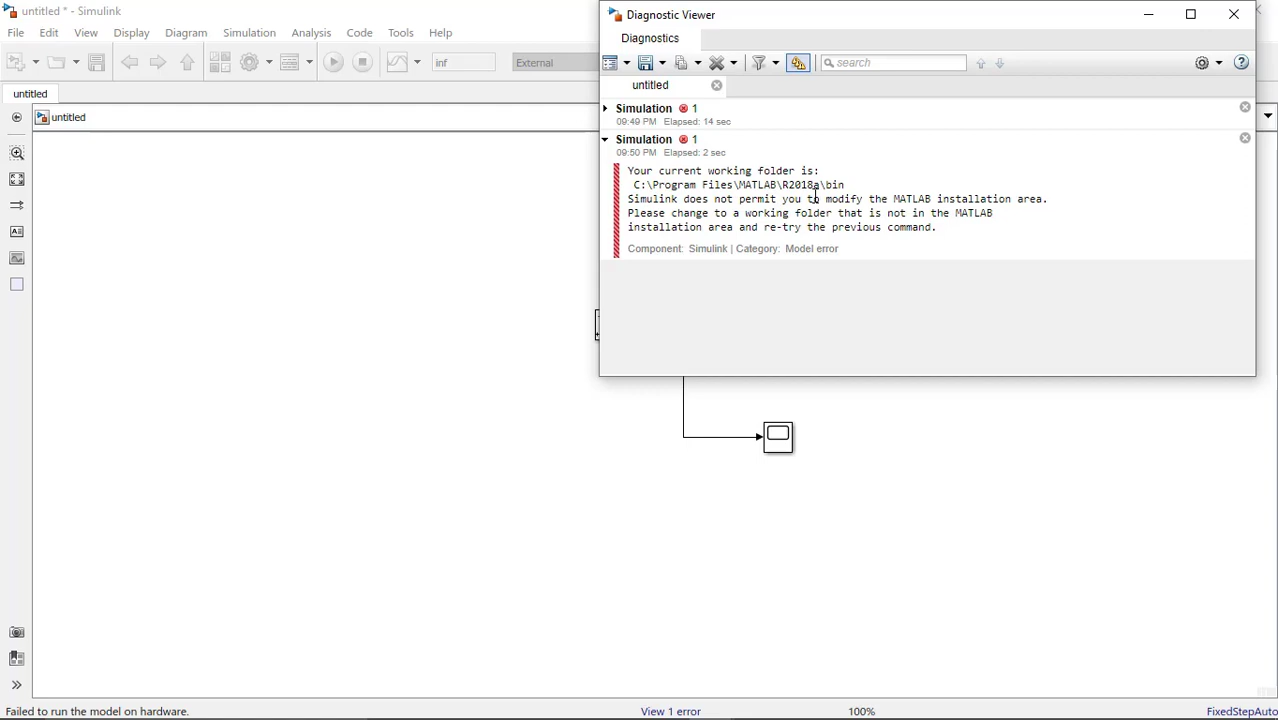 untitled * - Simulink
File Edit View Display Diagram Simulation Analysis Code Tools Help
inf External
untitled
untitled
Diagnostic Viewer
Diagnostics
search
untitled
Simulation 1
09:49 PM Elapsed: 14 sec
Simulation 1
09:50 PM Elapsed: 2 sec
Your current working folder is:
C:\Program Files\MATLAB\R2018a\bin
Simulink does not permit you to modify the MATLAB installation area.
Please change to a working folder that is not in the MATLAB
installation area and re-try the previous command.
Component: Simulink | Category: Model error
Failed to run the model on hardware. View 1 error 100% FixedStepAuto